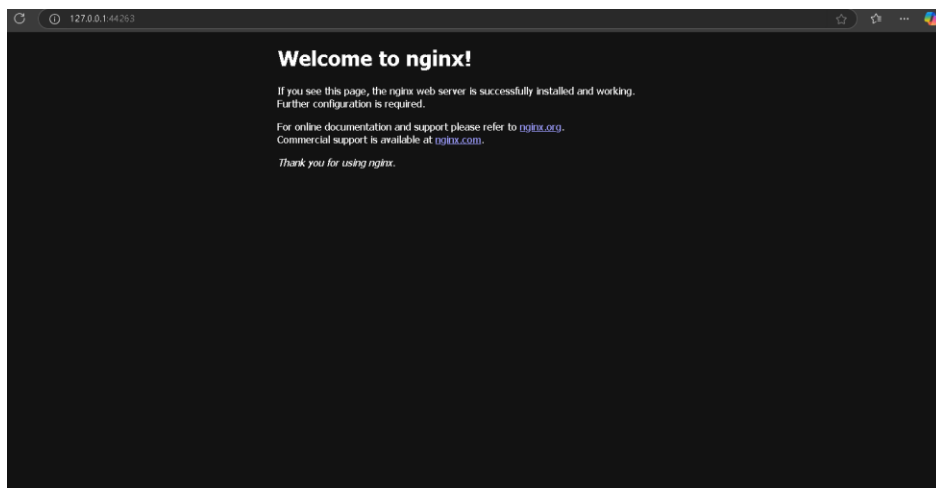 127.0.0.1:44263
Welcome to nginx!
If you see this page, the nginx web server is successfully installed and working.
Further configuration is required.
For online documentation and support please refer to nginx.org.
Commercial support is available at nginx.com.
Thank you for using nginx.